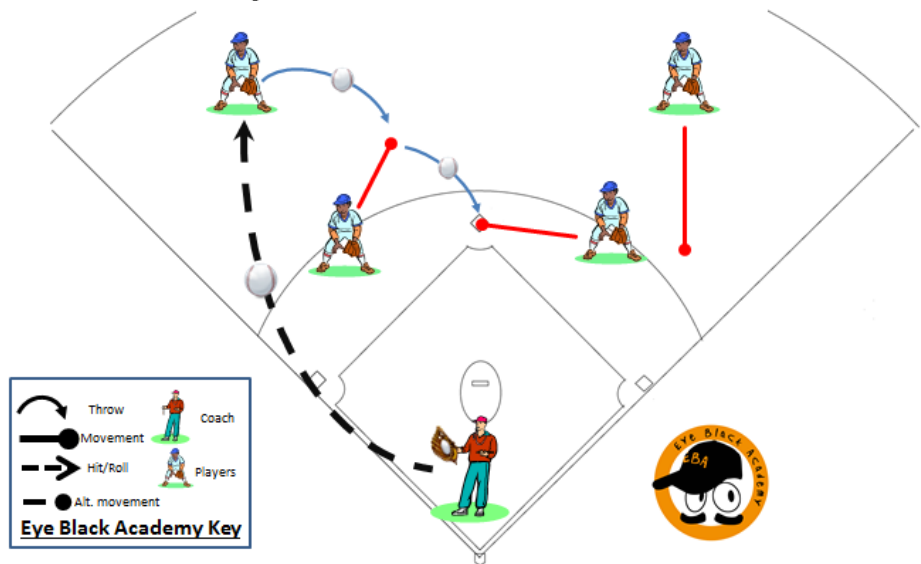 Throw
Coach
Movement
Hit/Roll
Players
Alt. movement
Eye Black Academy Key
Eye Black Academy
EBA